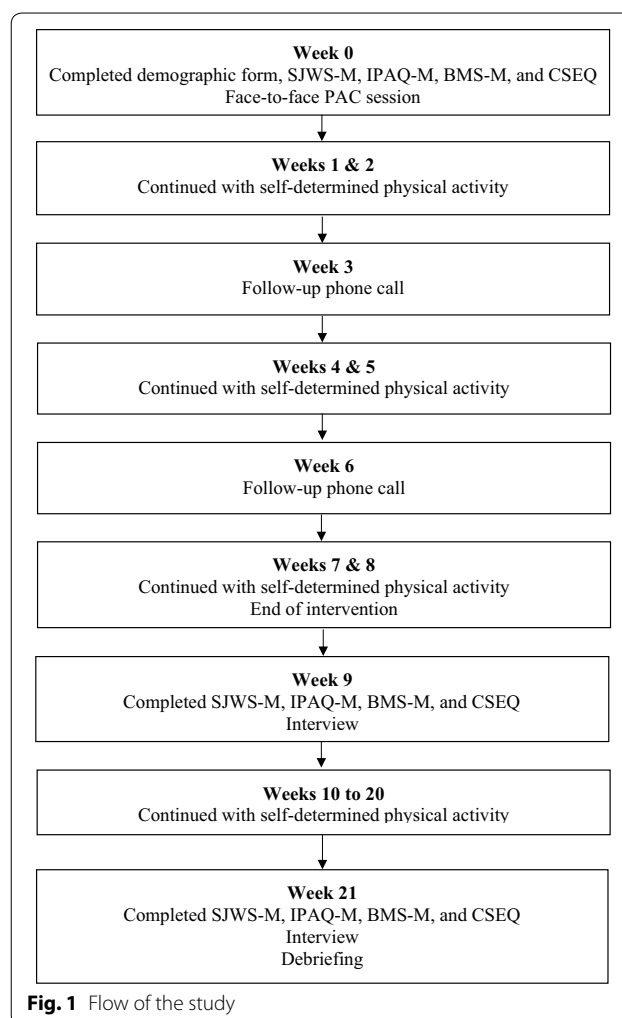 Week 0
Completed demographic form, SJWS-M, IPAQ-M, BMS-M, and CSEQ
Face-to-face PAC session
Weeks 1 & 2
Continued with self-determined physical activity
Week 3
Follow-up phone call
Weeks 4 & 5
Continued with self-determined physical activity
Week 6
Follow-up phone call
Weeks 7 & 8
Continued with self-determined physical activity
End of intervention
Week 9
Completed SJWS-M, IPAQ-M, BMS-M, and CSEQ
Interview
Weeks 10 to 20
Continued with self-determined physical activity
Week 21
Completed SJWS-M, IPAQ-M, BMS-M, and CSEQ
Interview
Debriefing
Fig. 1 Flow of the study